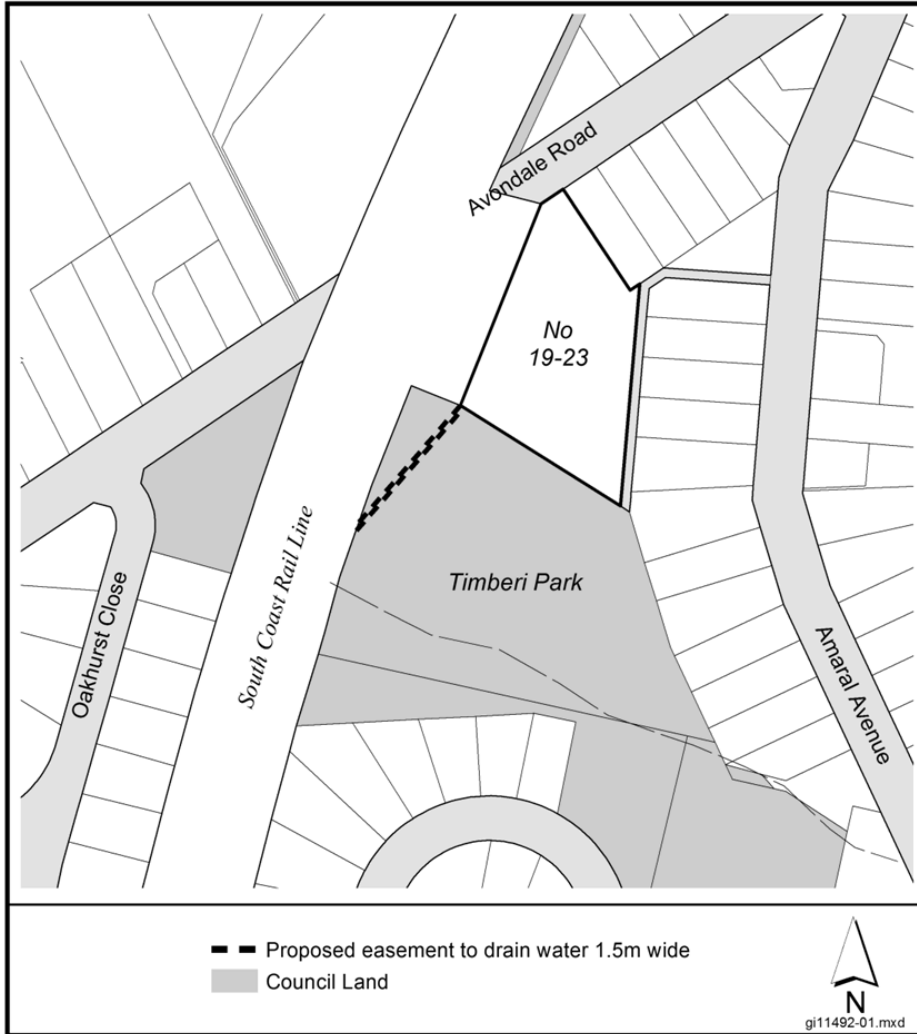 Avondale Road
No
19-23
South Coast Rail Line
Timberi Park
Oakhurst Close
Amaral Avenue
Proposed easement to drain water 1.5m wide
Council Land
N
gi11492-01.mxd